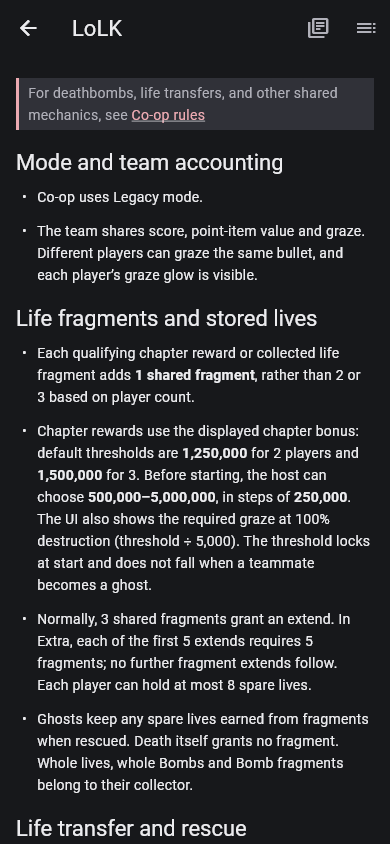 LoLK
For deathbombs, life transfers, and other shared
mechanics, see Co-op rules
Mode and team accounting
• Co-op uses Legacy mode.
• The team shares score, point-item value and graze.
Different players can graze the same bullet, and
each player's graze glow is visible.
Life fragments and stored lives
• Each qualifying chapter reward or collected life
fragment adds 1 shared fragment, rather than 2 or
3 based on player count.
• Chapter rewards use the displayed chapter bonus:
default thresholds are 1,250,000 for 2 players and
1,500,000 for 3. Before starting, the host can
choose 500,000–5,000,000, in steps of 250,000.
The UI also shows the required graze at 100%
destruction (threshold ÷ 5,000). The threshold locks
at start and does not fall when a teammate
becomes a ghost.
• Normally, 3 shared fragments grant an extend. In
Extra, each of the first 5 extends requires 5
fragments; no further fragment extends follow.
Each player can hold at most 8 spare lives.
• Ghosts keep any spare lives earned from fragments
when rescued. Death itself grants no fragment.
Whole lives, whole Bombs and Bomb fragments
belong to their collector.
Life transfer and rescue